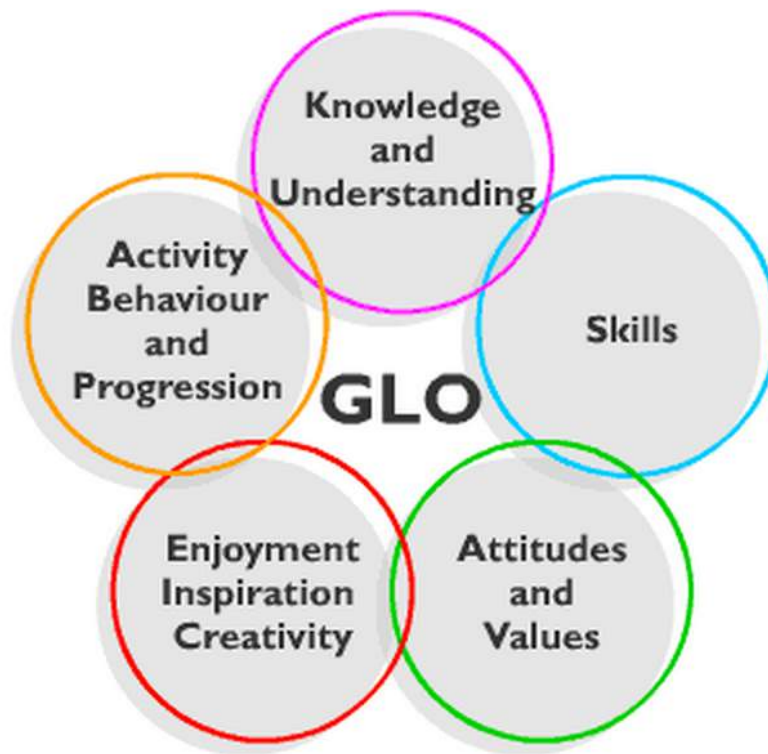 Knowledge
and
Understanding
Skills
Attitudes
and
Values
Enjoyment
Inspiration
Creativity
Activity
Behaviour
and
Progression
GLO